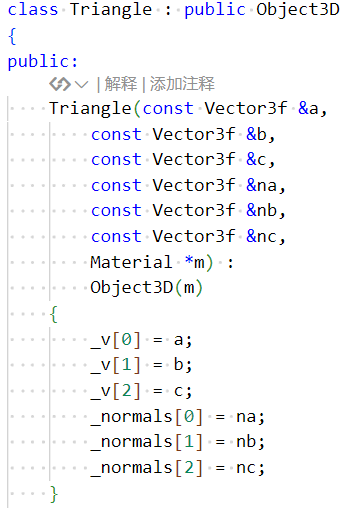 class Triangle : public Object3D
{
public:
| 解释 | 添加注释
    Triangle(const Vector3f &a,
        const Vector3f &b,
        const Vector3f &c,
        const Vector3f &na,
        const Vector3f &nb,
        const Vector3f &nc,
        Material *m) :
        Object3D(m)
    {
        _v[0] = a;
        _v[1] = b;
        _v[2] = c;
        _normals[0] = na;
        _normals[1] = nb;
        _normals[2] = nc;
    }